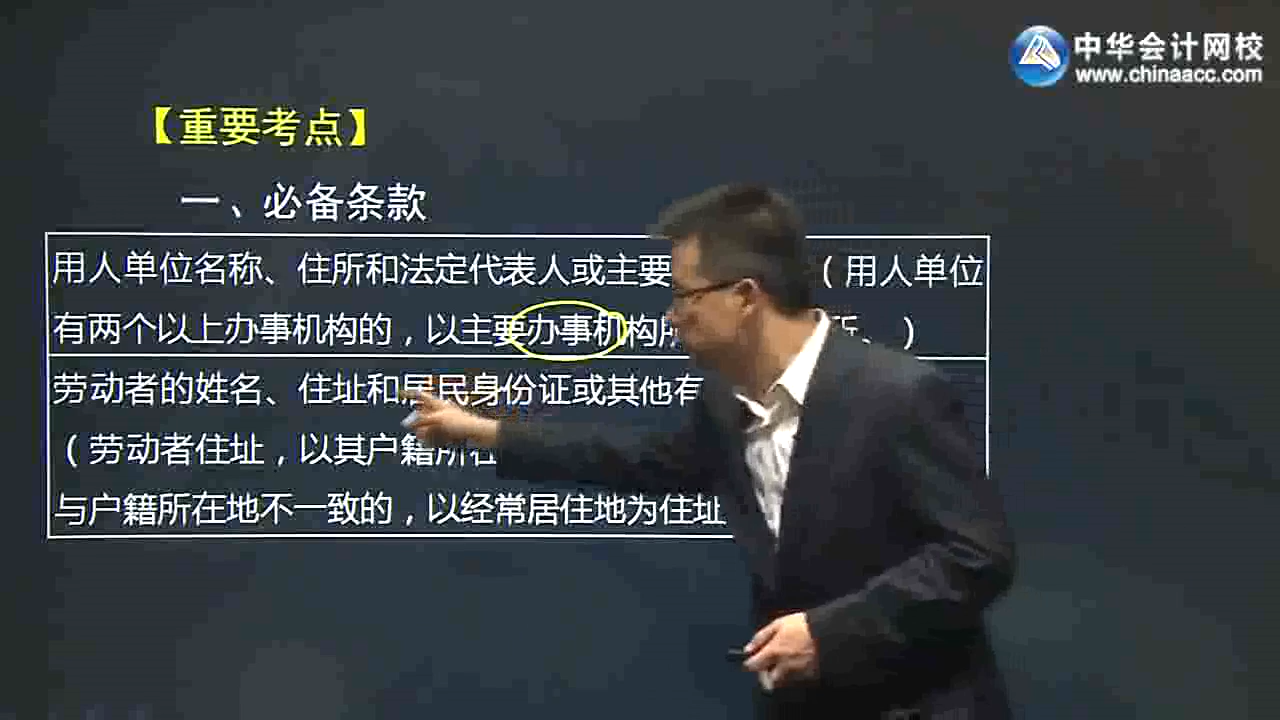 中华会计网校
www.chinaacc.com
【重要考点】
一、必备条款
用人单位名称、住所和法定代表人或主要 （用人单位
有两个以上办事机构的，以主要办事机构所 所。）
劳动者的姓名、住址和居民身份证或其他有
（劳动者住址，以其户籍所在
与户籍所在地不一致的，以经常居住地为住址